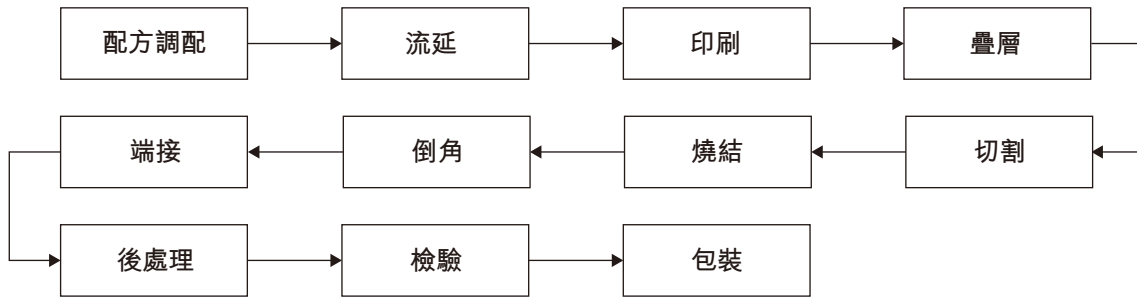 配方調配
流延
印刷
疊層
切割
燒結
倒角
端接
後處理
檢驗
包裝